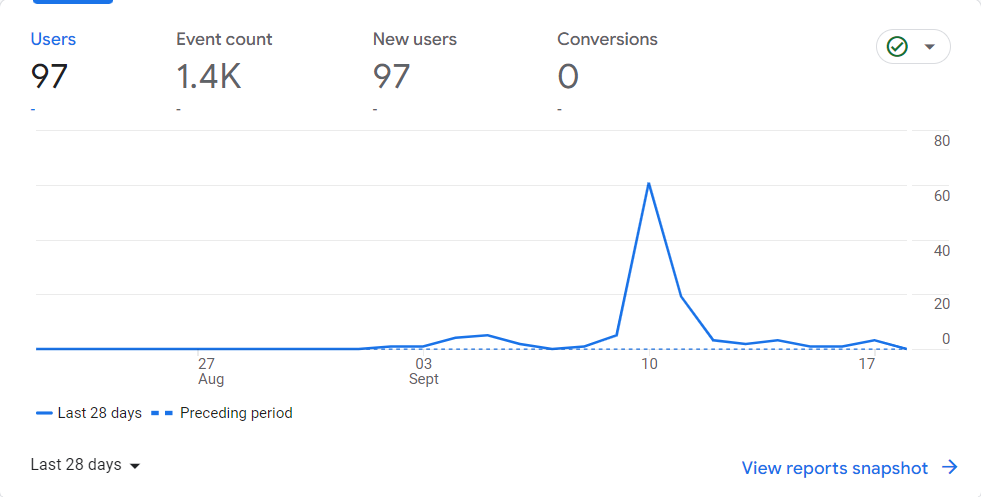 Users Event count New users Conversions
97 1.4K 97 0
- - - -
80
60
40
20
0
27 03 10 17
Aug Sept
Last 28 days Preceding period
Last 28 days
View reports snapshot